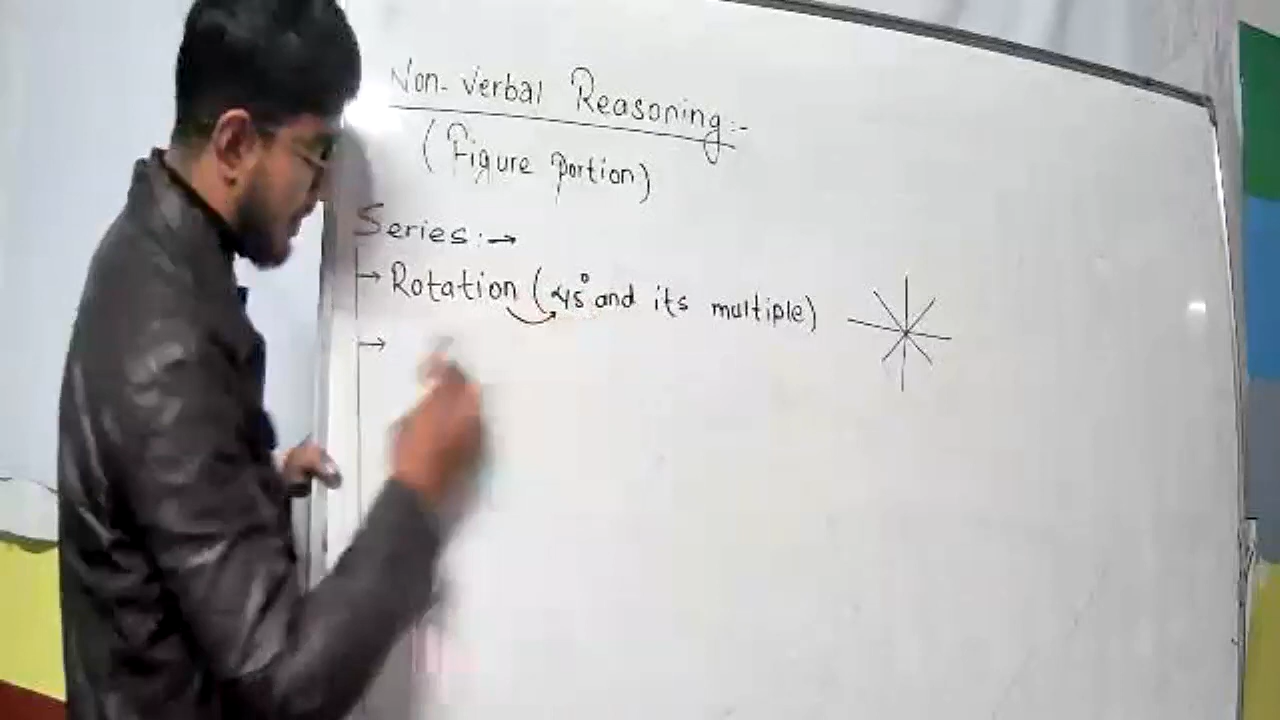 Non-verbal Reasoning:-
(Figure portion)
Series:→
→ Rotation (45° and its multiple)
→